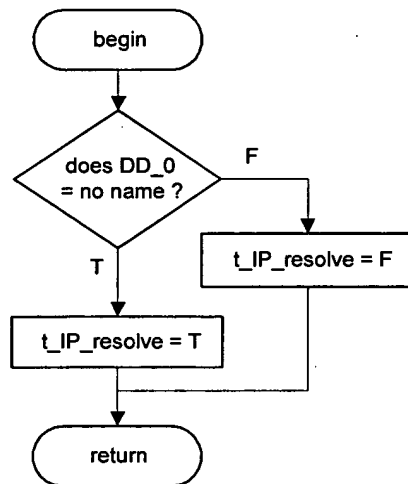 begin
does DD_0
= no name ?
F
t_IP_resolve = F
T
t_IP_resolve = T
return